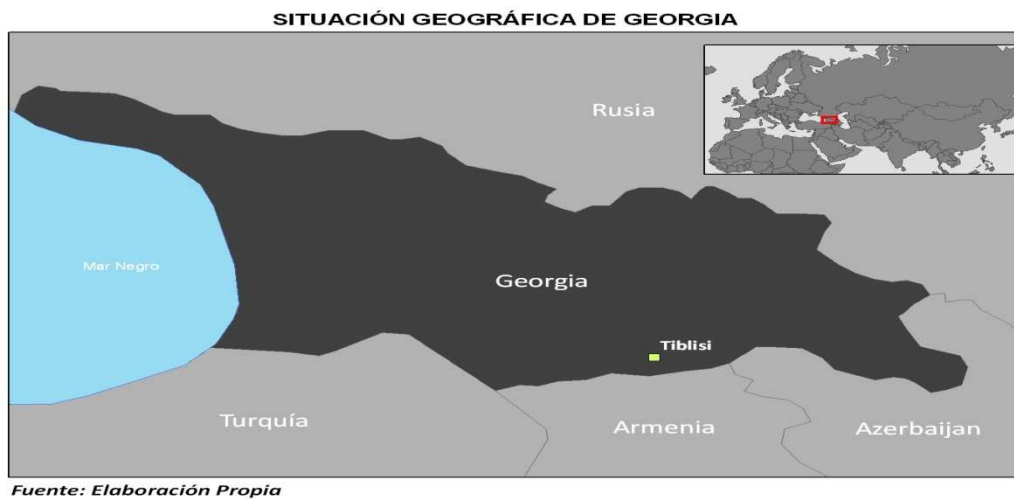 SITUACIÓN GEOGRÁFICA DE GEORGIA
Rusia
Mar Negro
Georgia
Tiblisi
Turquía
Armenia
Azerbaijan
Fuente: Elaboración Propia